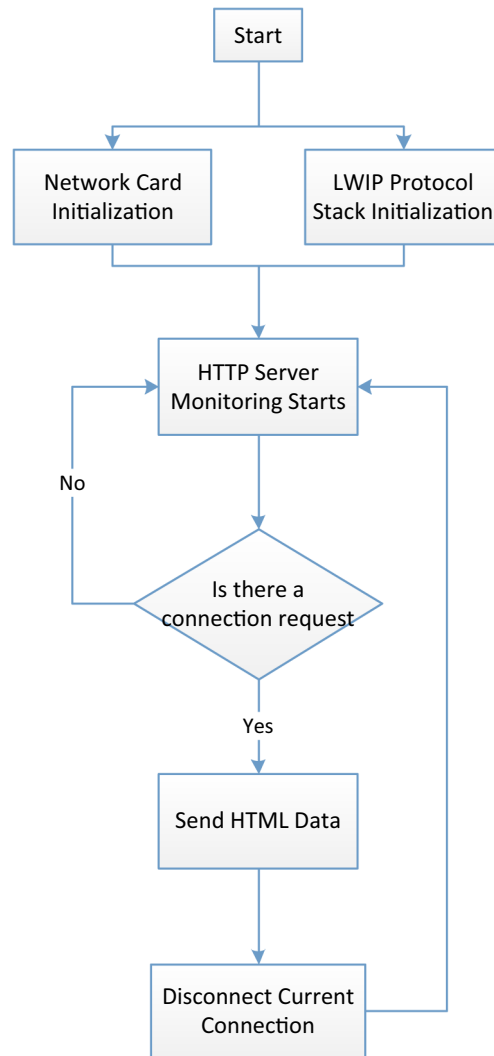 Start
Network Card
Initialization
LWIP Protocol
Stack Initialization
HTTP Server
Monitoring Starts
No
Is there a
connection request
Yes
Send HTML Data
Disconnect Current
Connection